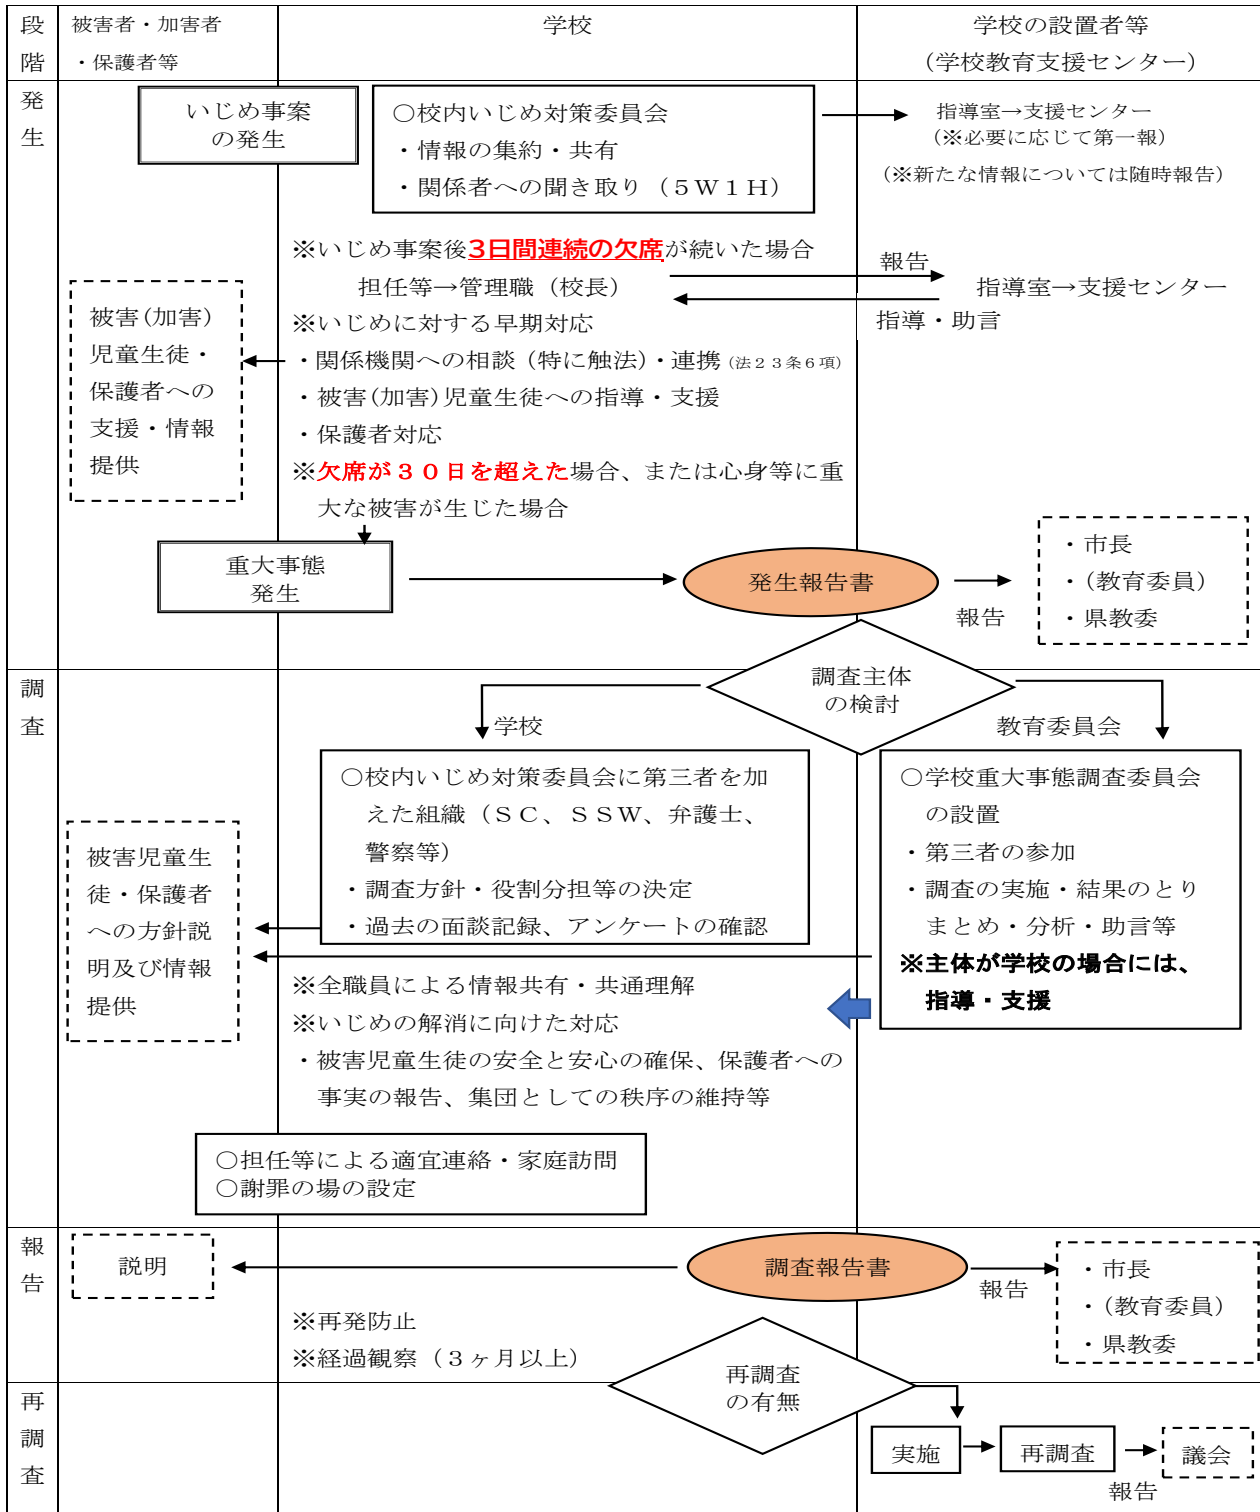 段階
被害者・加害者
・保護者等
学校
学校の設置者等
（学校教育支援センター）
発生
いじめ事案
の発生
○校内いじめ対策委員会
・情報の集約・共有
・関係者への聞き取り（５Ｗ１Ｈ）
指導室→支援センター
（※必要に応じて第一報）
（※新たな情報については随時報告）
※いじめ事案後3日間連続の欠席が続いた場合
担任等→管理職（校長）
報告
指導室→支援センター
指導・助言
※いじめに対する早期対応
・関係機関への相談（特に触法）・連携（法２３条６項）
・被害(加害)児童生徒への指導・支援
・保護者対応
被害(加害)
児童生徒・
保護者への
支援・情報
提供
※欠席が３０日を超えた場合、または心身等に重
大な被害が生じた場合
重大事態
発生
発生報告書
報告
・市長
・(教育委員)
・県教委
調査
調査主体
の検討
学校
教育委員会
○校内いじめ対策委員会に第三者を加
えた組織（ＳＣ、ＳＳＷ、弁護士、
警察等）
・調査方針・役割分担等の決定
・過去の面談記録、アンケートの確認
○学校重大事態調査委員会
の設置
・第三者の参加
・調査の実施・結果のとり
まとめ・分析・助言等
※主体が学校の場合には、
指導・支援
被害児童生
徒・保護者
への方針説
明及び情報
提供
※全職員による情報共有・共通理解
※いじめの解消に向けた対応
・被害児童生徒の安全と安心の確保、保護者への
事実の報告、集団としての秩序の維持等
○担任等による適宜連絡・家庭訪問
○謝罪の場の設定
報告
説明
調査報告書
報告
・市長
・(教育委員)
・県教委
※再発防止
※経過観察（３ヶ月以上）
再調査
の有無
再調査
実施
再調査
議会
報告